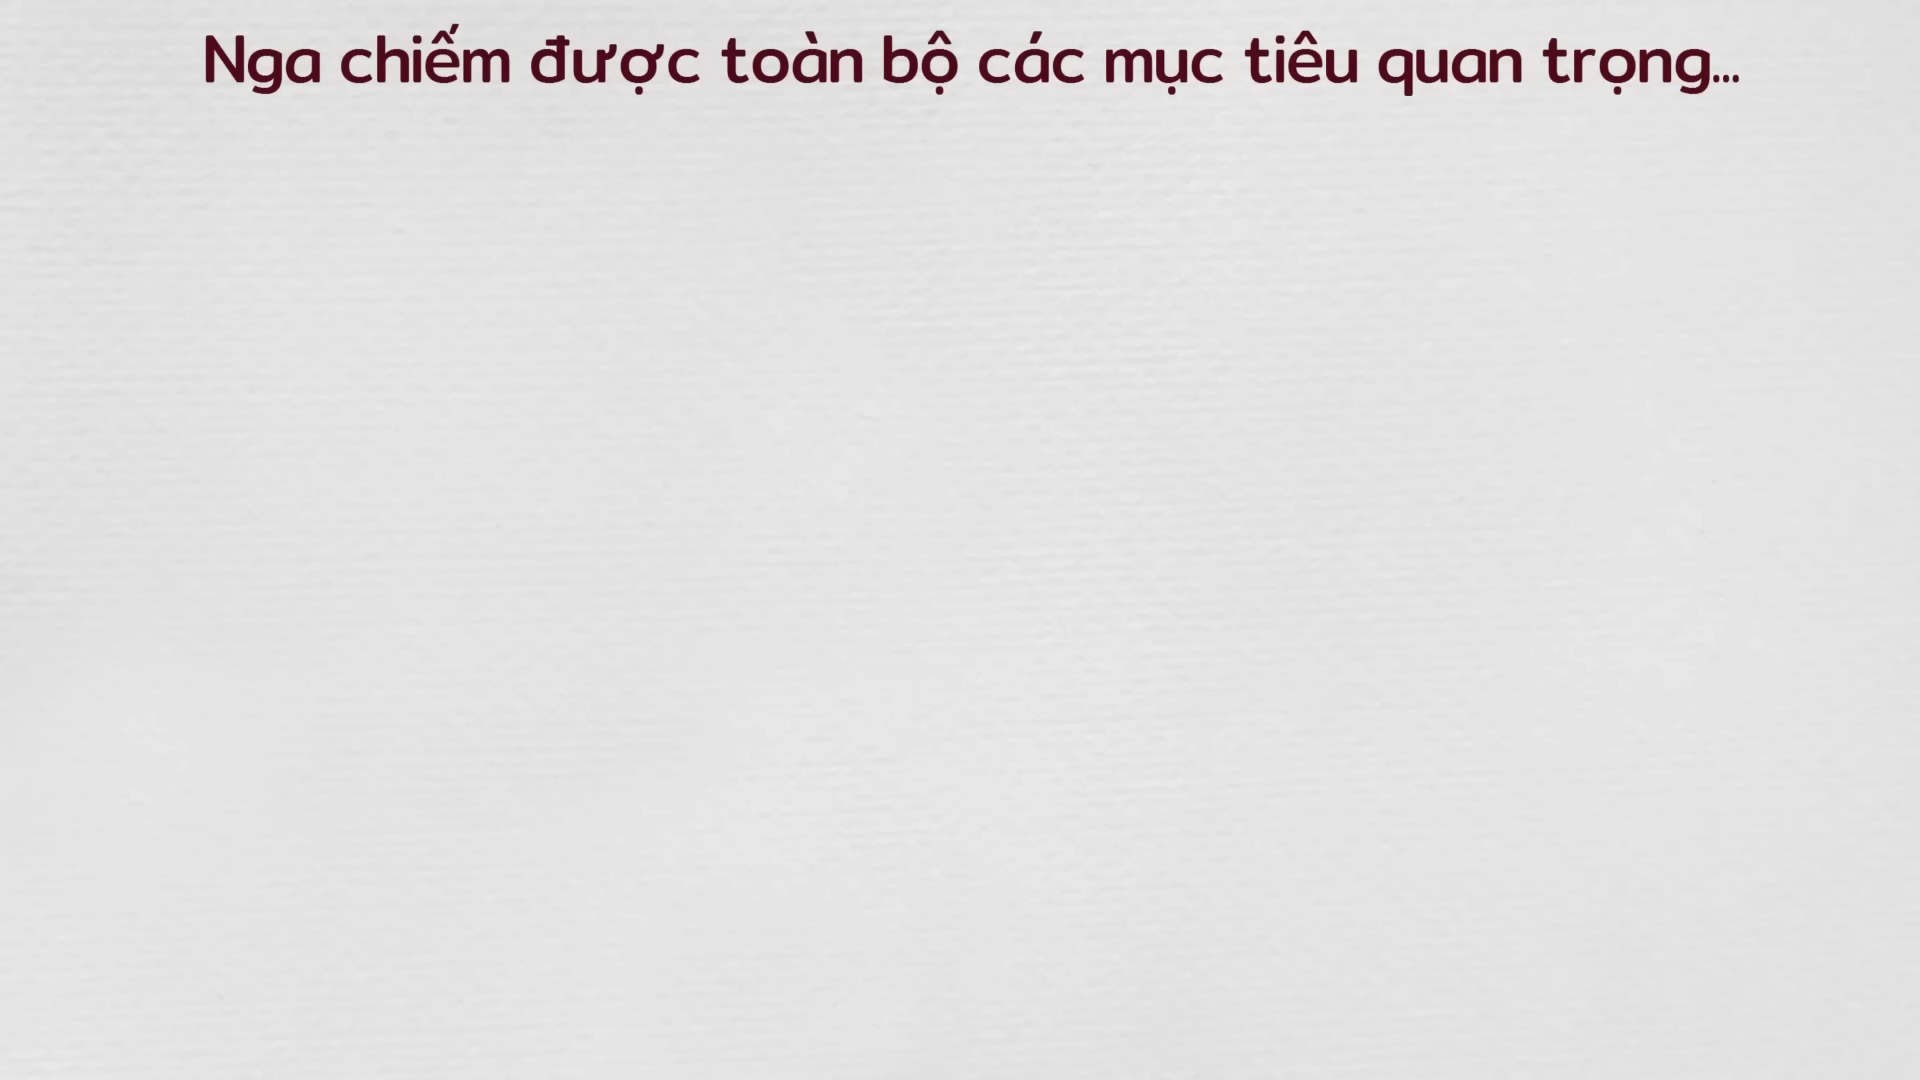 Nga chiếm được toàn bộ các mục tiêu quan trọng...